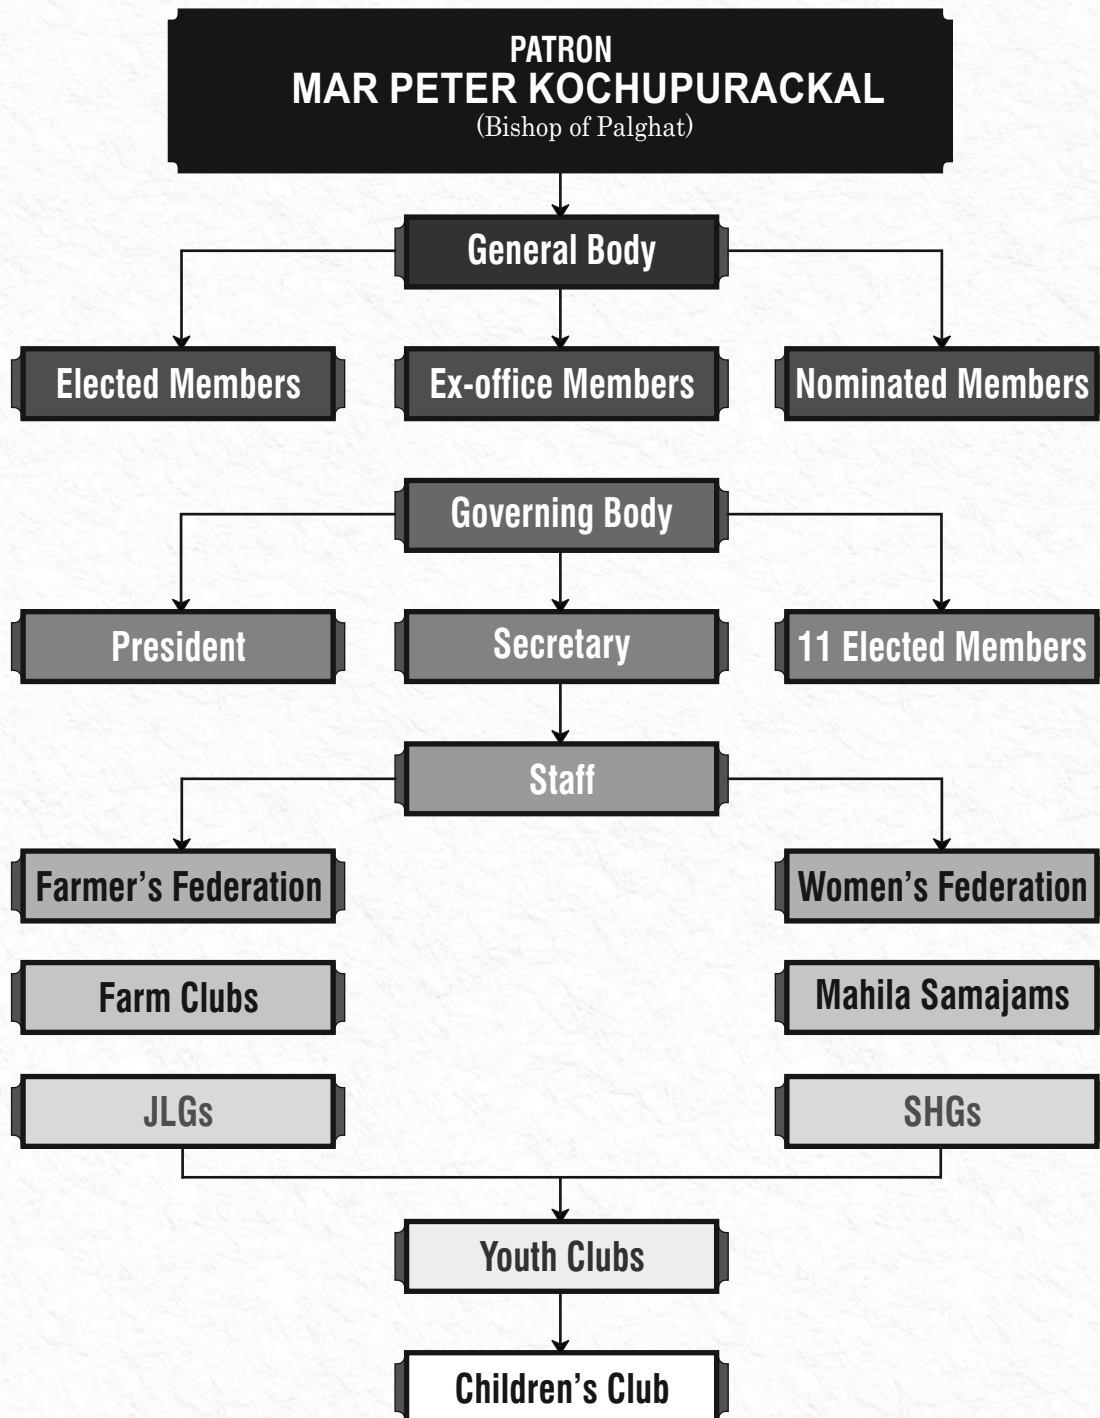 PATRON
MAR PETER KOCHUPURACKAL
(Bishop of Palghat)
General Body
Elected Members
Ex-office Members
Nominated Members
Governing Body
President
Secretary
11 Elected Members
Staff
Farmer’s Federation
Women’s Federation
Farm Clubs
Mahila Samajams
JLGs
SHGs
Youth Clubs
Children’s Club